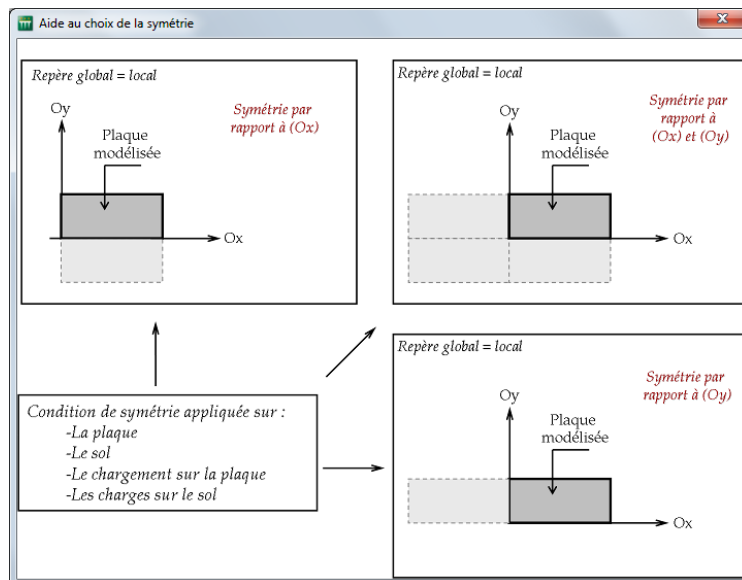 Aide au choix de la symétrie
Repère global = local
Symétrie par
rapport à (Ox)
Oy
Plaque
modélisée
Ox
Repère global = local
Symétrie par
rapport à
(Ox) et (Oy)
Oy
Plaque
modélisée
Ox
Condition de symétrie appliquée sur :
-La plaque
-Le sol
-Le chargement sur la plaque
-Les charges sur le sol
Repère global = local
Symétrie par
rapport à (Oy)
Oy
Plaque
modélisée
Ox